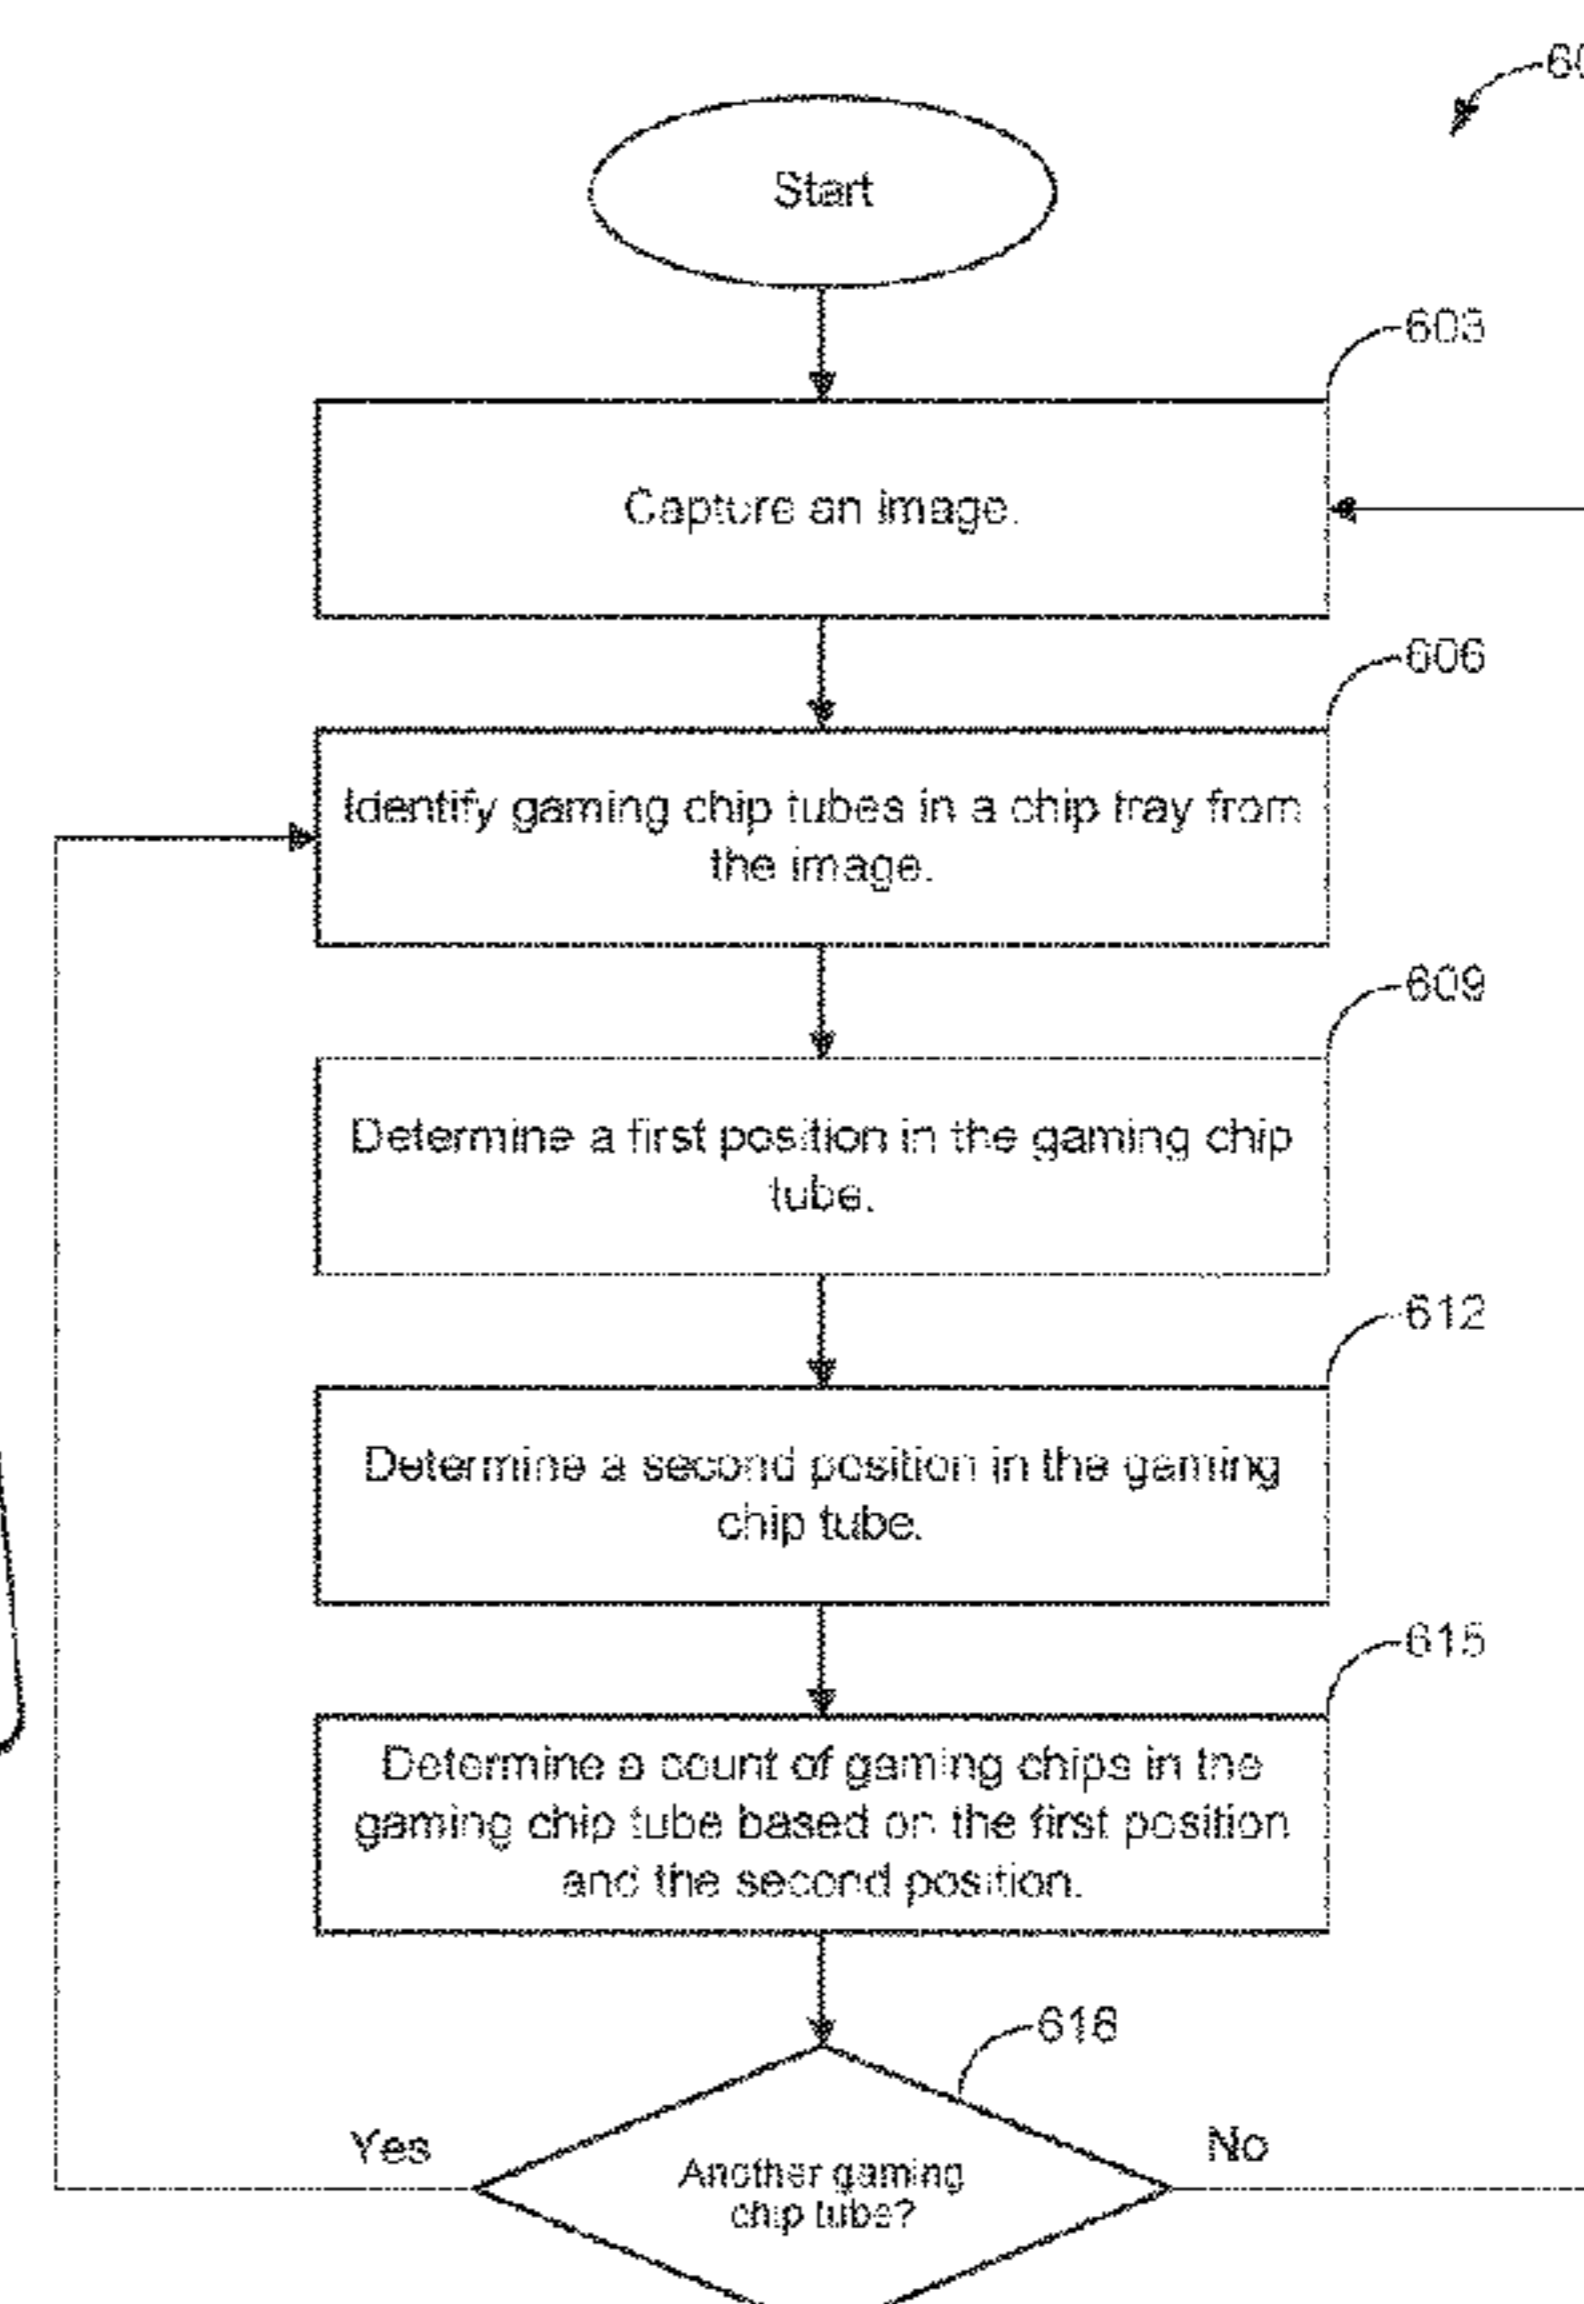 60
Start
603
Capture an image.
606
Identify gaming chip tubes in a chip tray from
the image.
609
Determine a first position in the gaming chip
tube.
612
Determine a second position in the gaming
chip tube.
615
Determine a count of gaming chips in the
gaming chip tube based on the first position
and the second position.
618
Yes
No
Another gaming
chip tube?